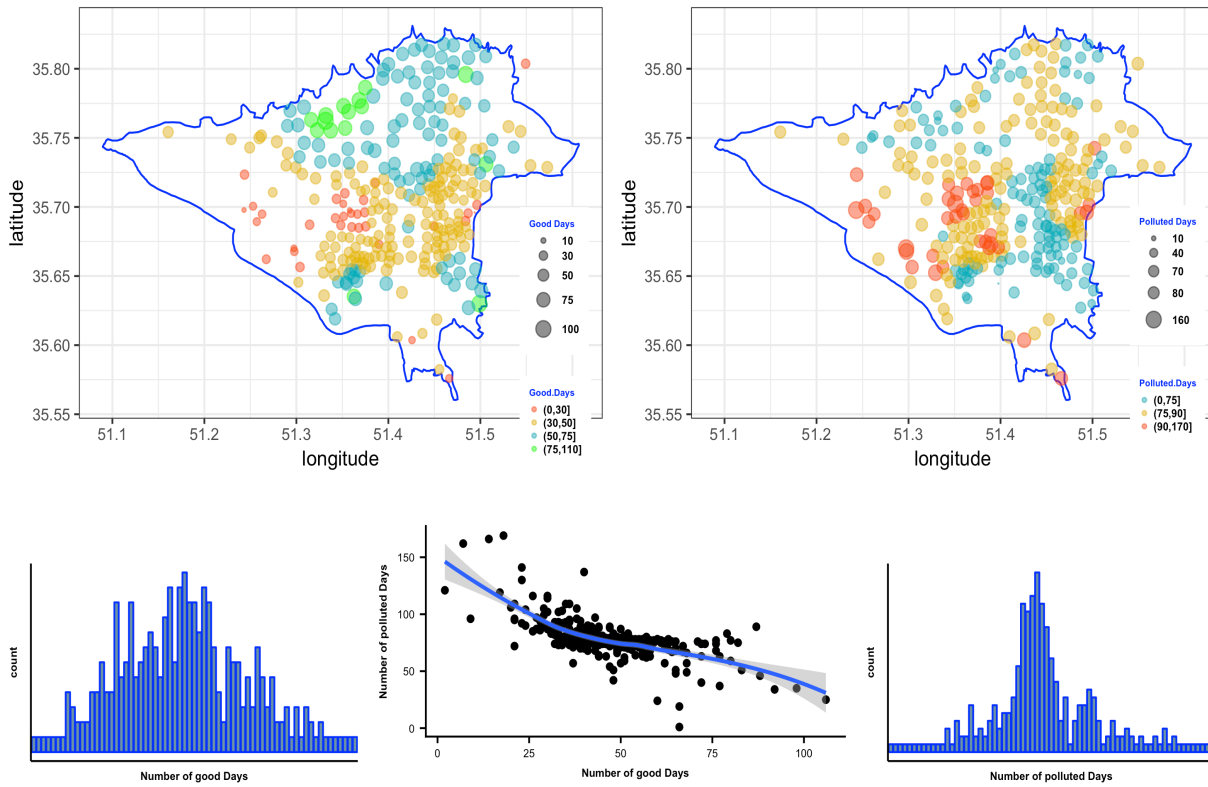 35.80
35.75
35.70
35.65
35.60
35.55
latitude
51.1 51.2 51.3 51.4 51.5
longitude
Good Days
10
30
50
75
100
Good.Days
(0,30]
(30,50]
(50,75]
(75,110]
35.80
35.75
35.70
35.65
35.60
35.55
latitude
51.1 51.2 51.3 51.4 51.5
longitude
Polluted Days
10
40
70
80
160
Polluted.Days
(0,75]
(75,90]
(90,170]
count
Number of good Days
Number of polluted Days
150
100
50
0
0 25 50 75 100
Number of good Days
count
Number of polluted Days